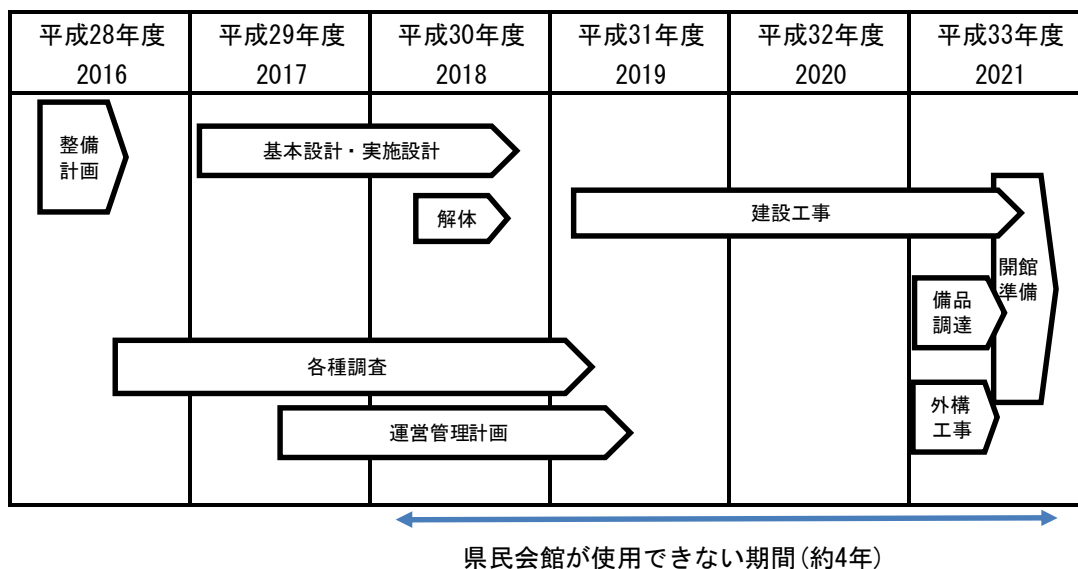 平成28年度 平成29年度 平成30年度 平成31年度 平成32年度 平成33年度
2016 2017 2018 2019 2020 2021
整備
計画
基本設計・実施設計
解体
建設工事
開館
準備
備品
調達
各種調査
外構
工事
運営管理計画
県民会館が使用できない期間(約4年)